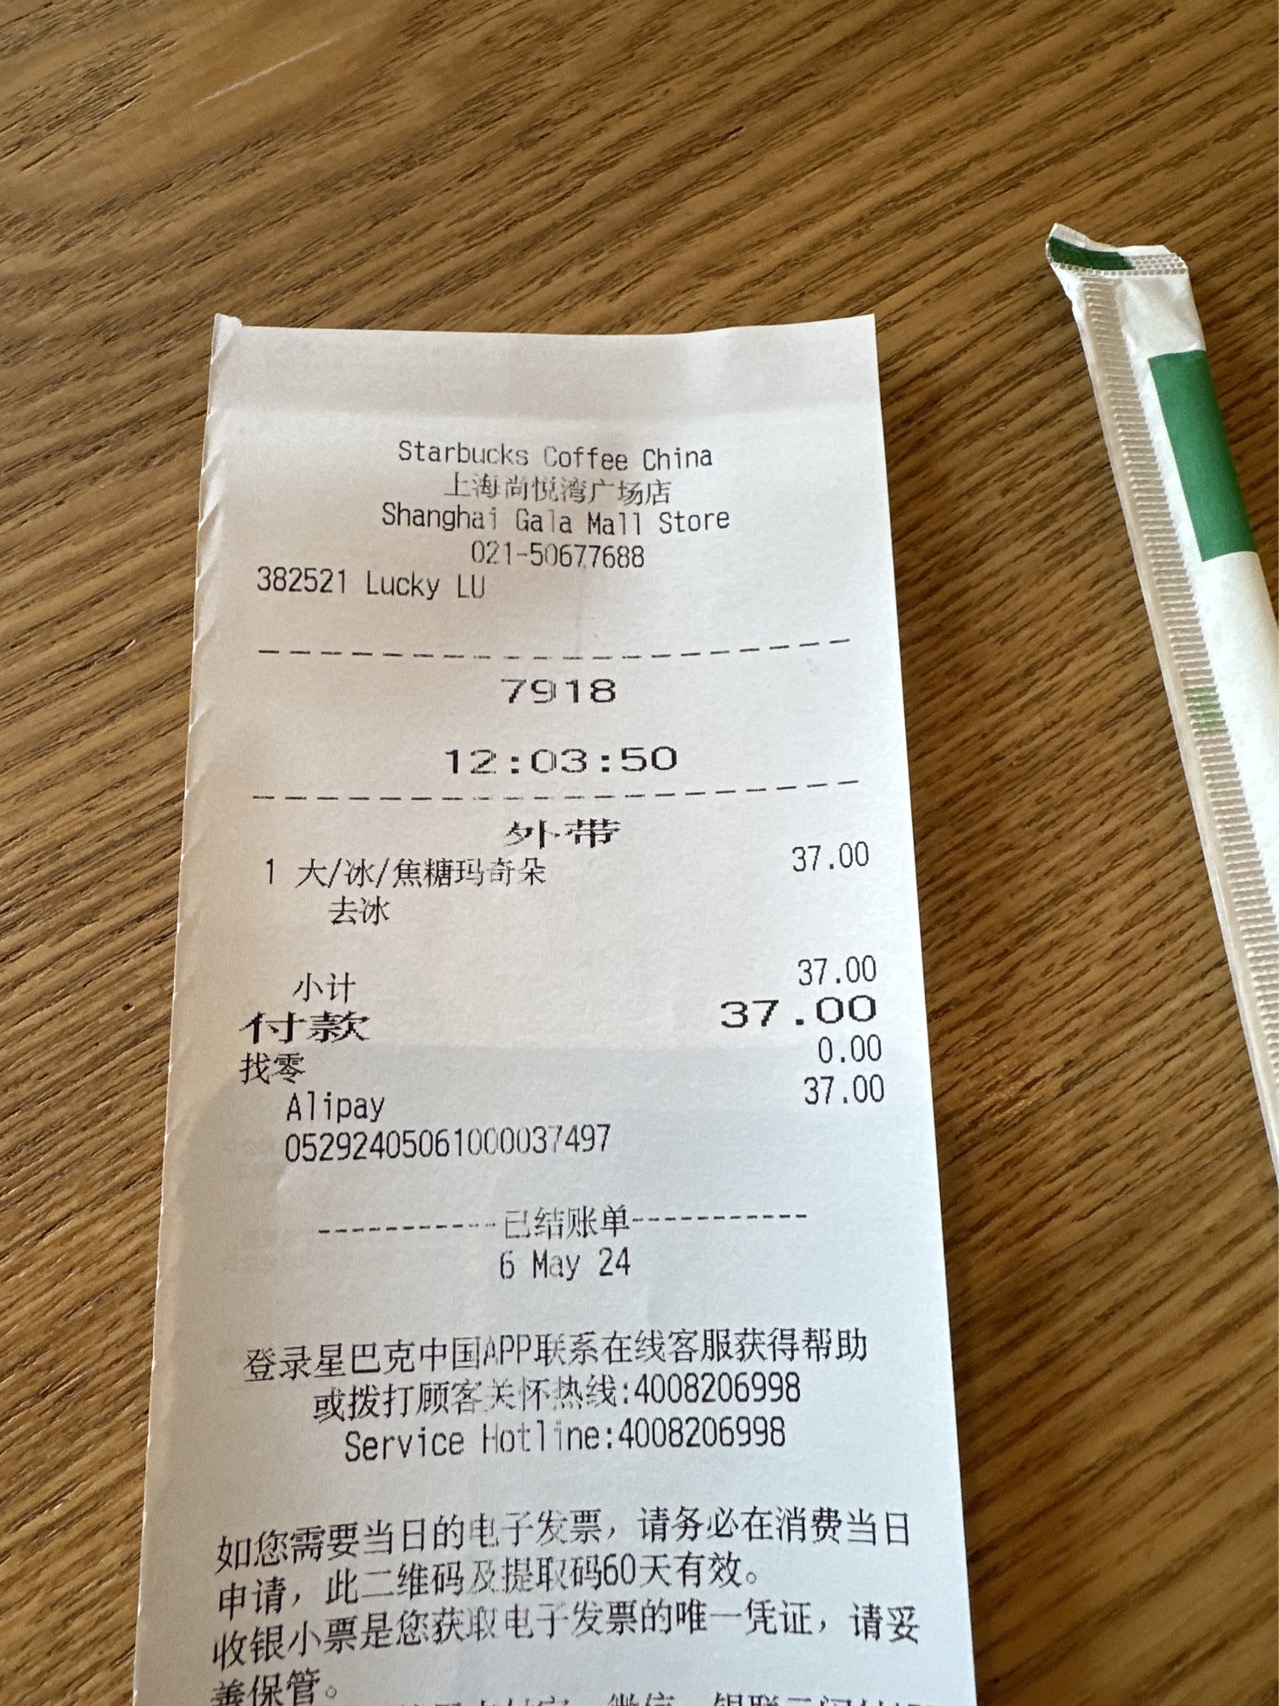 Starbucks Coffee China
上海尚悦湾广场店
Shanghai Gala Mall Store
021-50677688
382521 Lucky LU
7918
12:03:50
外带
1 大/冰/焦糖玛奇朵 37.00
去冰
小计 37.00
付款 37.00
找零 0.00
Alipay 37.00
05292405061000037497
-----------已结账单-----------
6 May 24
登录星巴克中国APP联系在线客服获得帮助
或拨打顾客关怀热线:4008206998
Service Hotline:4008206998
如您需要当日的电子发票，请务必在消费当日
申请，此二维码及提取码60天有效。
收银小票是您获取电子发票的唯一凭证，请妥
善保管。